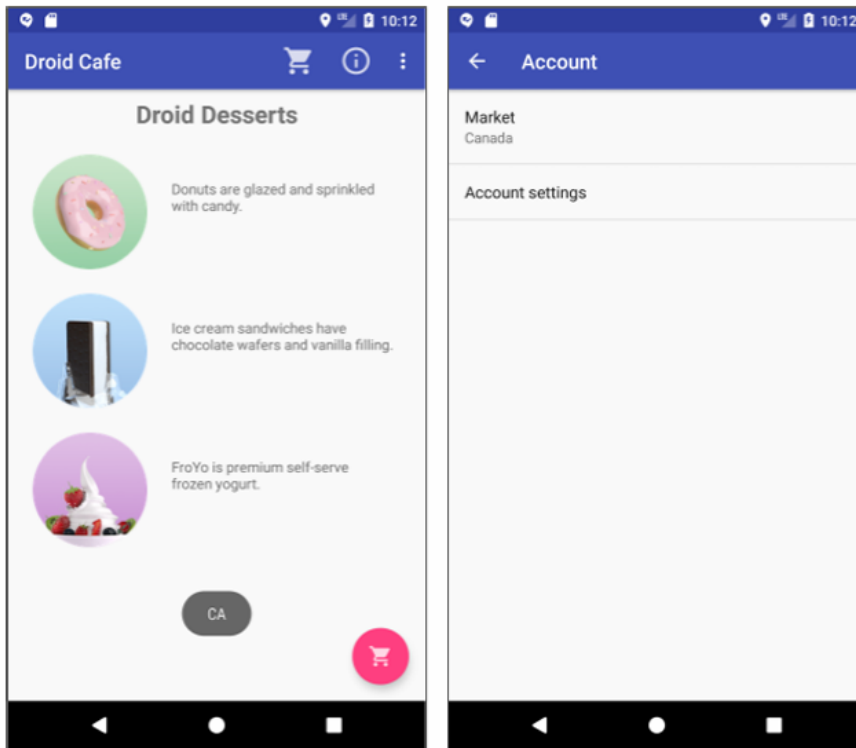 10:12
Droid Cafe
Droid Desserts
Donuts are glazed and sprinkled
with candy.
Ice cream sandwiches have
chocolate wafers and vanilla filling.
FroYo is premium self-serve
frozen yogurt.
CA
LTE 10:12
Account
Market
Canada
Account settings